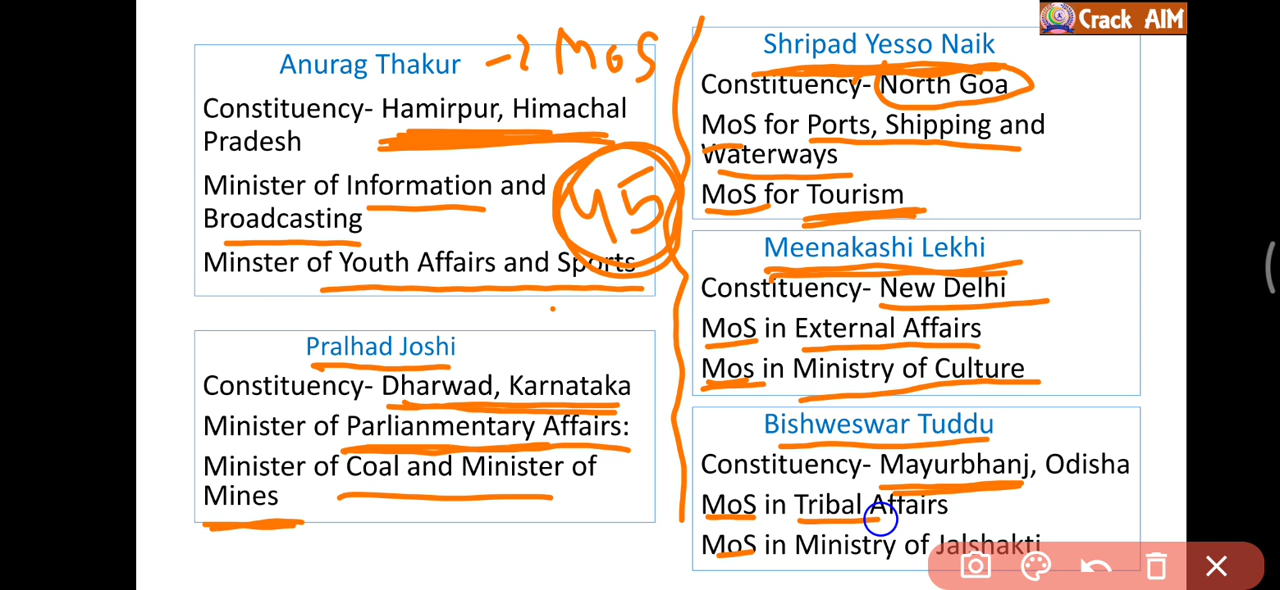 Crack AIM
Anurag Thakur - 2 MoS
Constituency- Hamirpur, Himachal
Pradesh
Minister of Information and
Broadcasting
Minster of Youth Affairs and Sports
45
Pralhad Joshi
Constituency- Dharwad, Karnataka
Minister of Parlianmentary Affairs:
Minister of Coal and Minister of
Mines
Shripad Yesso Naik
Constituency- North Goa
MoS for Ports, Shipping and
Waterways
MoS for Tourism
Meenakashi Lekhi
Constituency- New Delhi
MoS in External Affairs
Mos in Ministry of Culture
Bishweswar Tuddu
Constituency- Mayurbhanj, Odisha
MoS in Tribal Affairs
MoS in Ministry of Jalshakti